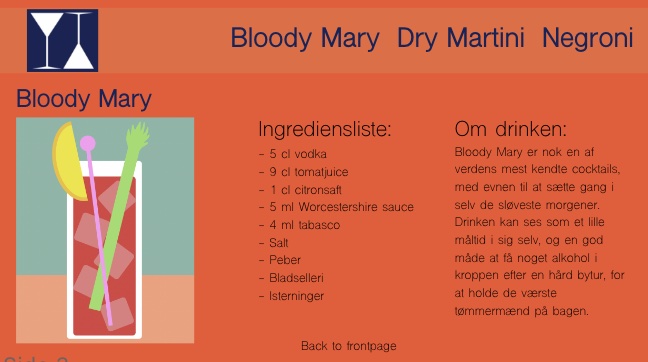 Bloody Mary Dry Martini Negroni
Bloody Mary
Ingrediensliste:
- 5 cl vodka
- 9 cl tomatjuice
- 1 cl citronsaft
- 5 ml Worcestershire sauce
- 4 ml tabasco
- Salt
- Peber
- Bladselleri
- Isterninger
Om drinken:
Bloody Mary er nok en af
verdens mest kendte cocktails,
med evnen til at sætte gang i
selv de sløveste morgener.
Drinken kan ses som et lille
måltid i sig selv, og en god
måde at få noget alkohol i
kroppen efter en hård bytur, for
at holde de værste
tømmermænd på bagen.
Back to frontpage